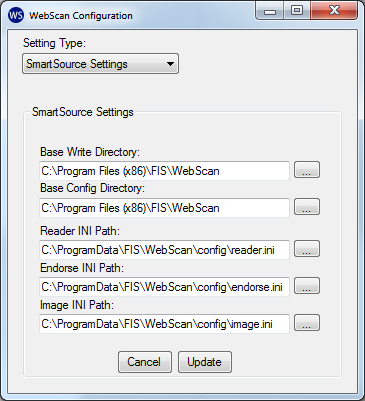 WS WebScan Configuration
Setting Type:
SmartSource Settings
SmartSource Settings
Base Write Directory:
C:\Program Files (x86)\FIS\WebScan ...
Base Config Directory:
C:\Program Files (x86)\FIS\WebScan ...
Reader INI Path:
C:\ProgramData\FIS\WebScan\config\reader.ini ...
Endorse INI Path:
C:\ProgramData\FIS\WebScan\config\endorse.ini ...
Image INI Path:
C:\ProgramData\FIS\WebScan\config\image.ini ...
Cancel Update